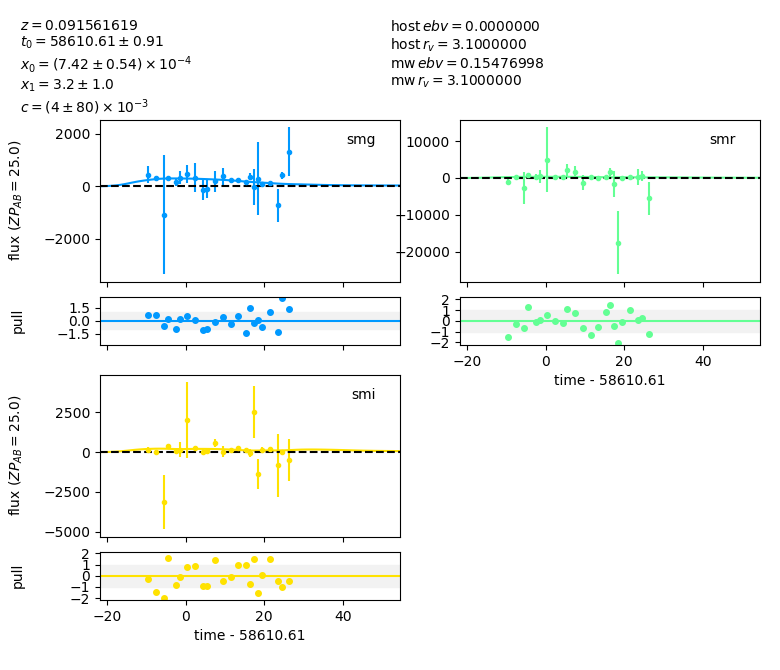 z = 0.091561619
t₀ = 58610.61 ± 0.91
x₀ = (7.42 ± 0.54) × 10⁻⁴
x₁ = 3.2 ± 1.0
c = (4 ± 80) × 10⁻³
host ebv = 0.0000000
host r_v = 3.1000000
mw ebv = 0.15476998
mw r_v = 3.1000000
smg
2000
0
−2000
flux (ZP_AB = 25.0)
smr
10000
0
−10000
−20000
1.5
0.0
−1.5
pull
2
1
0
−1
−2
−20 0 20 40
time - 58610.61
smi
2500
0
−2500
−5000
flux (ZP_AB = 25.0)
2
1
0
−1
−2
pull
−20 0 20 40
time - 58610.61